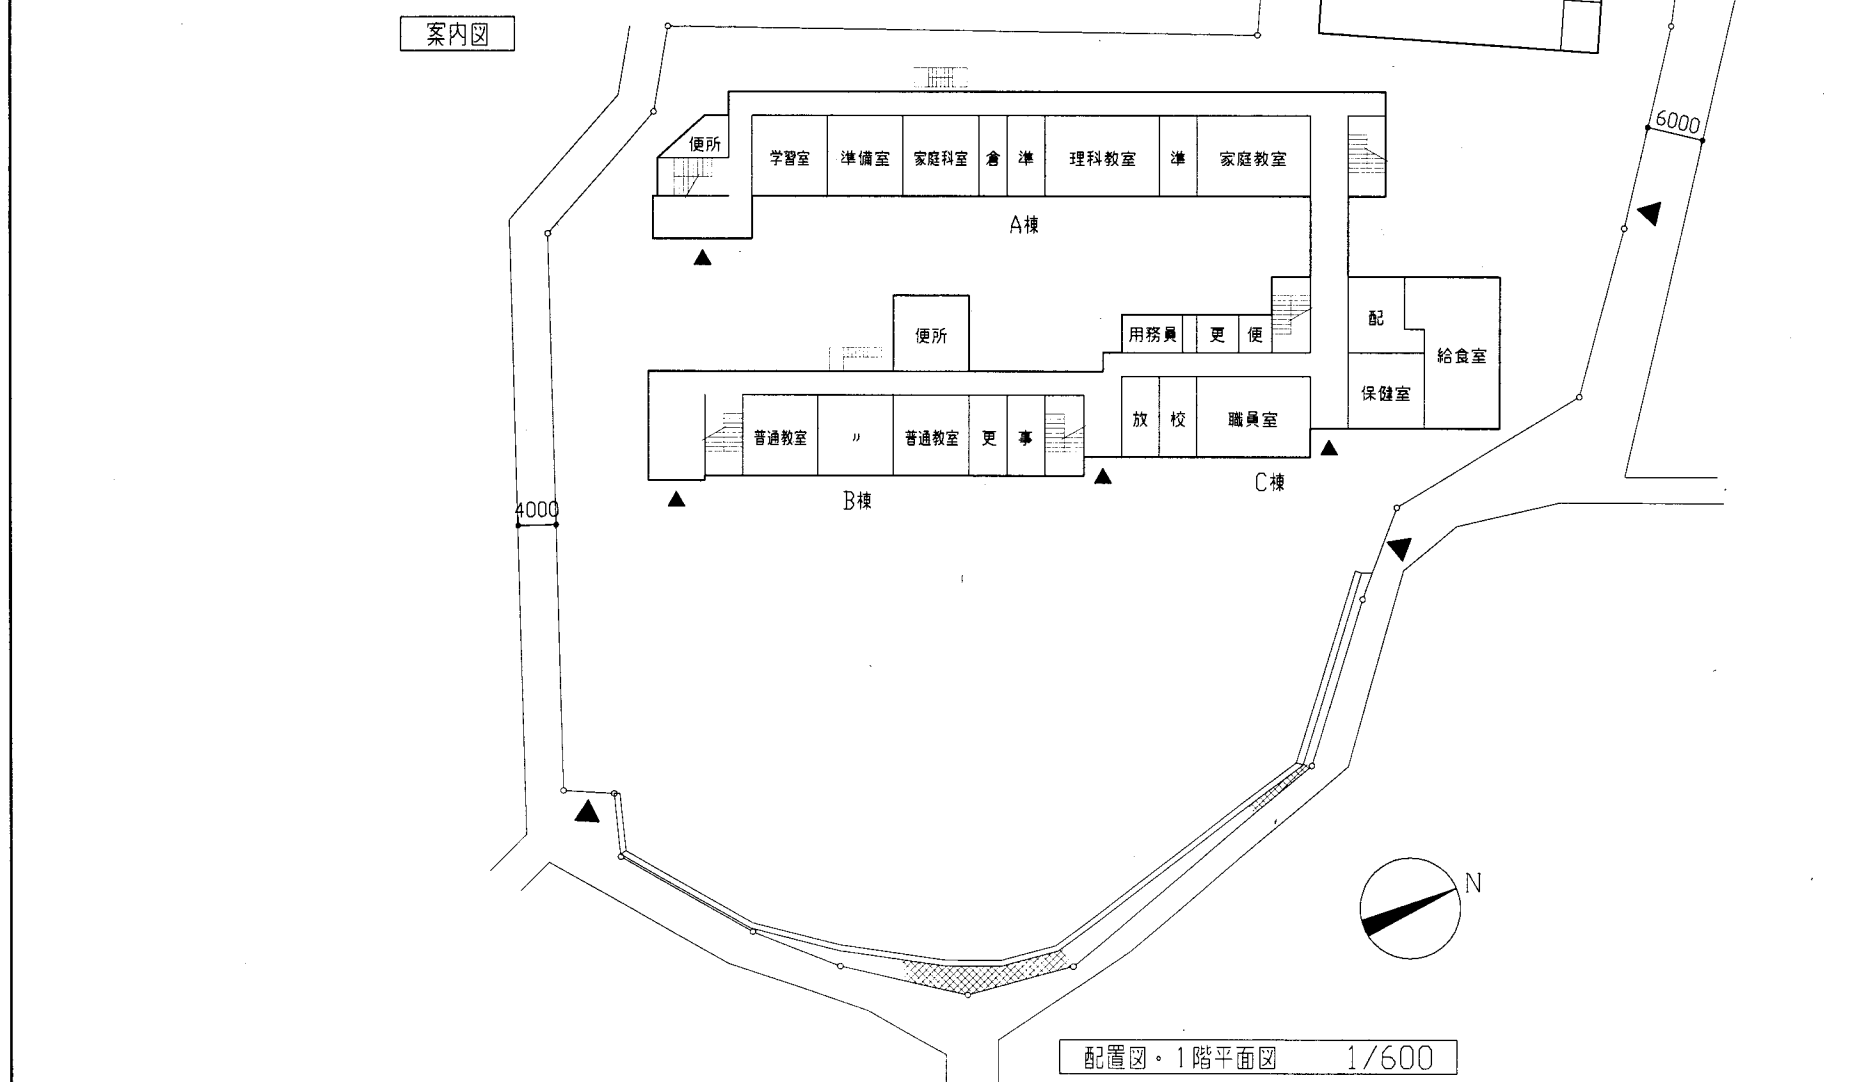 案内図
6000
便所
学習室
準備室
家庭科室
倉
準
理科教室
準
家庭教室
A棟
便所
用務員
更
便
配
給食室
保健室
放
校
職員室
普通教室
〃
普通教室
更
事
C棟
B棟
4000
N
配置図・1階平面図 1/600